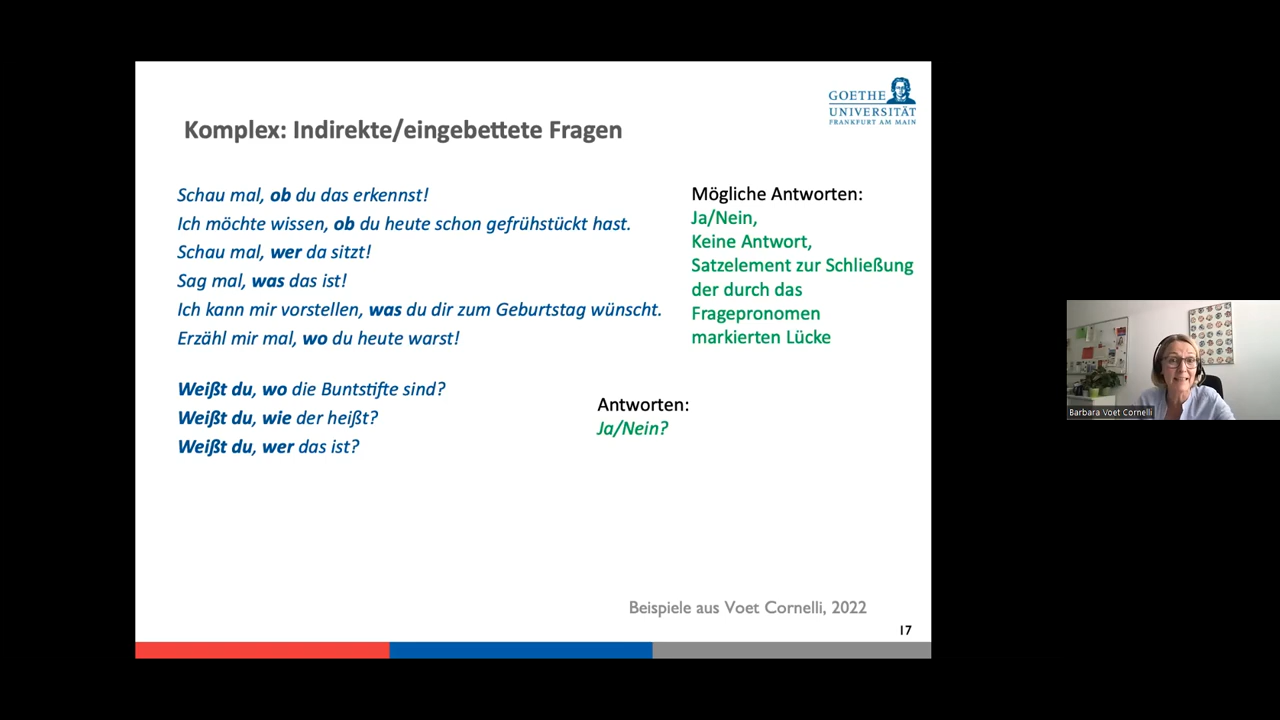 GOETHE
UNIVERSITÄT
FRANKFURT AM MAIN
Komplex: Indirekte/eingebettete Fragen
Schau mal, ob du das erkennst!
Ich möchte wissen, ob du heute schon gefrühstückt hast.
Schau mal, wer da sitzt!
Sag mal, was das ist!
Ich kann mir vorstellen, was du dir zum Geburtstag wünscht.
Erzähl mir mal, wo du heute warst!
Mögliche Antworten:
Ja/Nein,
Keine Antwort,
Satzelement zur Schließung
der durch das
Fragepronomen
markierten Lücke
Weißt du, wo die Buntstifte sind?
Weißt du, wie der heißt?
Weißt du, wer das ist?
Antworten:
Ja/Nein?
Beispiele aus Voet Cornelli, 2022
17
Barbara Voet Cornelli